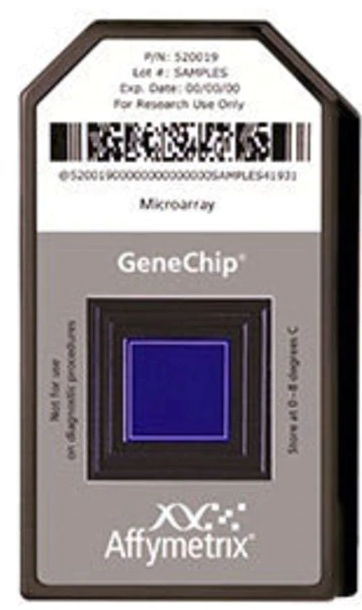 P/N: 520019
Lot #: SAMPLES
Exp. Date: 00/00/00
For Research Use Only
@52001900000000000000SAMPLES41931
Microarray
GeneChip®
Not for use
on diagnostic procedures
Store at 0-8 degrees C
Affymetrix®